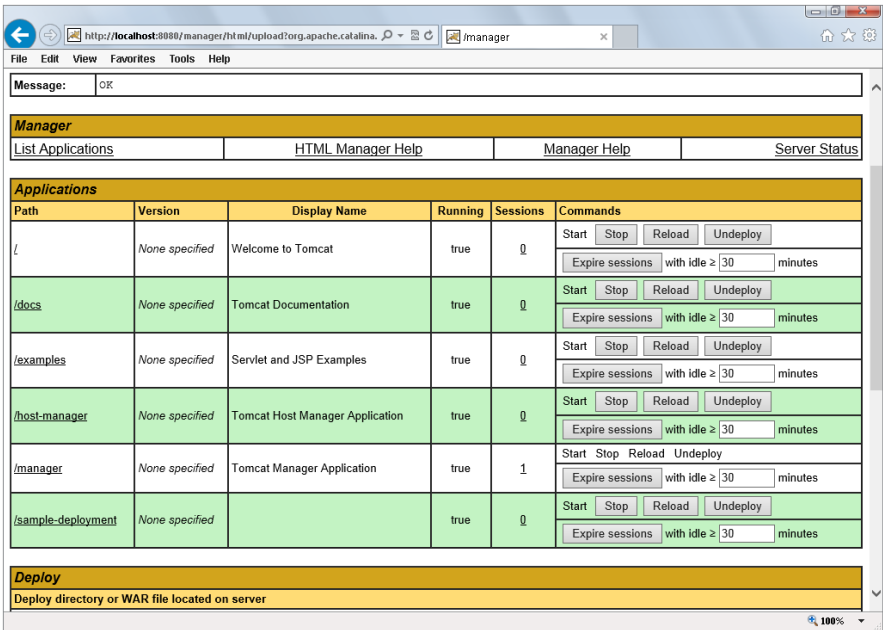 http://localhost:8080/manager/html/upload?org.apache.catalina.
/manager
File Edit View Favorites Tools Help
Message: OK
Manager
List Applications HTML Manager Help Manager Help Server Status
Applications
Path Version Display Name Running Sessions Commands
/ None specified Welcome to Tomcat true 0 Start Stop Reload Undeploy
Expire sessions with idle ≥ 30 minutes
/docs None specified Tomcat Documentation true 0 Start Stop Reload Undeploy
Expire sessions with idle ≥ 30 minutes
/examples None specified Servlet and JSP Examples true 0 Start Stop Reload Undeploy
Expire sessions with idle ≥ 30 minutes
/host-manager None specified Tomcat Host Manager Application true 0 Start Stop Reload Undeploy
Expire sessions with idle ≥ 30 minutes
/manager None specified Tomcat Manager Application true 1 Start Stop Reload Undeploy
Expire sessions with idle ≥ 30 minutes
/sample-deployment None specified true 0 Start Stop Reload Undeploy
Expire sessions with idle ≥ 30 minutes
Deploy
Deploy directory or WAR file located on server
100%